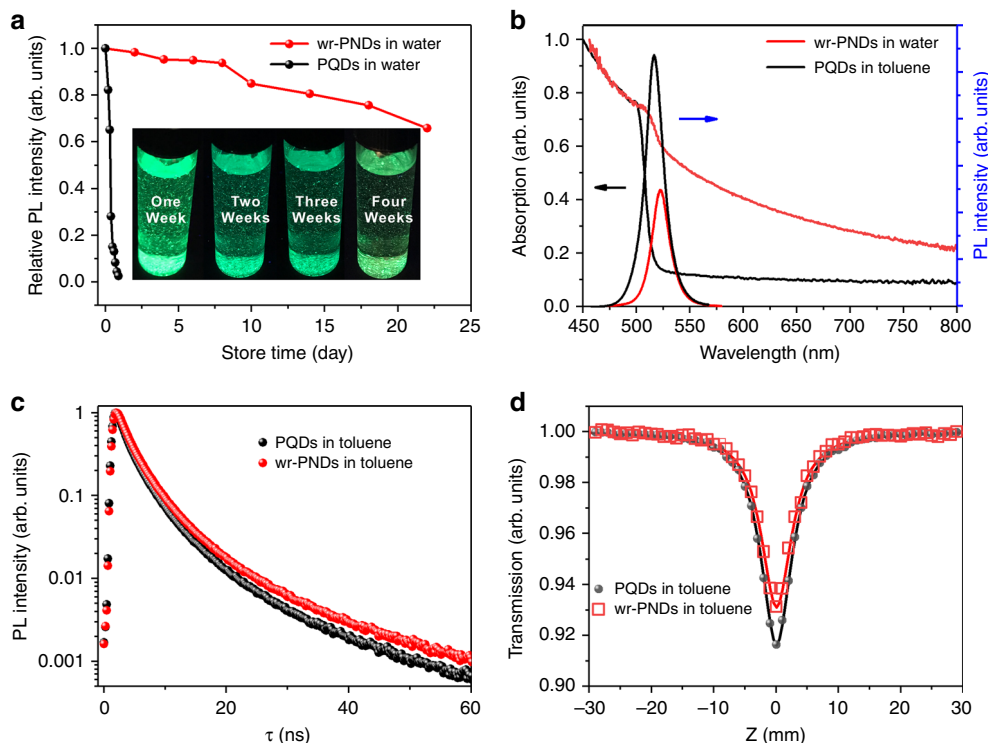 a
Relative PL intensity (arb. units)
1.0
0.8
0.6
0.4
0.2
0.0
wr-PNDs in water
PQDs in water
One
Week
Two
Weeks
Three
Weeks
Four
Weeks
0 5 10 15 20 25
Store time (day)
b
Absorption (arb. units)
1.0
0.8
0.6
0.4
0.2
0.0
wr-PNDs in water
PQDs in toluene
PL intensity (arb. units)
450 500 550 600 650 700 750 800
Wavelength (nm)
c
PL intensity (arb. units)
1
0.1
0.01
0.001
PQDs in toluene
wr-PNDs in toluene
0 20 40 60
τ (ns)
d
Transmission (arb. units)
1.00
0.98
0.96
0.94
0.92
0.90
PQDs in toluene
wr-PNDs in toluene
–30 –20 –10 0 10 20 30
Z (mm)